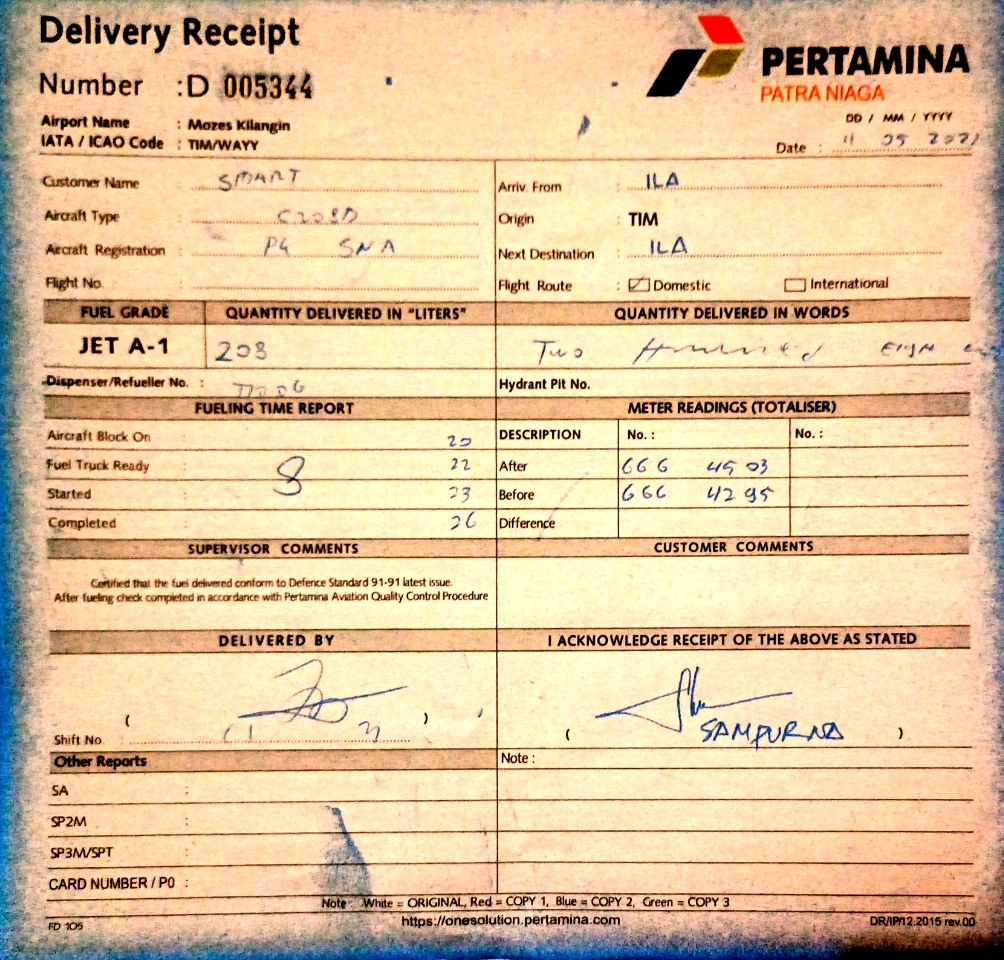 Delivery Receipt
Number :D 005344
PERTAMINA
PATRA NIAGA
Airport Name : Mozes Kilangin
IATA / ICAO Code : TIM/WAYY
DD / MM / YYYY
Date : 11 05 2021
Customer Name : SMART
Arriv. From : ILA
Aircraft Type :
Origin : TIM
Aircraft Registration : PK SNA
Next Destination : ILA
Flight No. :
Flight Route : Domestic International
FUEL GRADE QUANTITY DELIVERED IN "LITERS" QUANTITY DELIVERED IN WORDS
JET A-1 208 Two Hundred Eigh
Dispenser/Refueller No. :
Hydrant Pit No.
FUELING TIME REPORT METER READINGS (TOTALISER)
Aircraft Block On : 20 DESCRIPTION No. : No. :
Fuel Truck Ready : 8 22 After 666 45 03
Started : 23 Before 666 42 95
Completed : 26 Difference
SUPERVISOR COMMENTS CUSTOMER COMMENTS
Certified that the fuel delivered conform to Defence Standard 91-91 latest issue.
After fueling check completed in accordance with Pertamina Aviation Quality Control Procedure
DELIVERED BY I ACKNOWLEDGE RECEIPT OF THE ABOVE AS STATED
( ) ( SAMPURNA )
Shift No. :
Other Reports Note :
SA :
SP2M :
SP3M/SPT :
CARD NUMBER / P0 :
Note : White = ORIGINAL, Red = COPY 1, Blue = COPY 2, Green = COPY 3
FD 105 https://onesolution.pertamina.com DR/IP/12.2015 rev.00